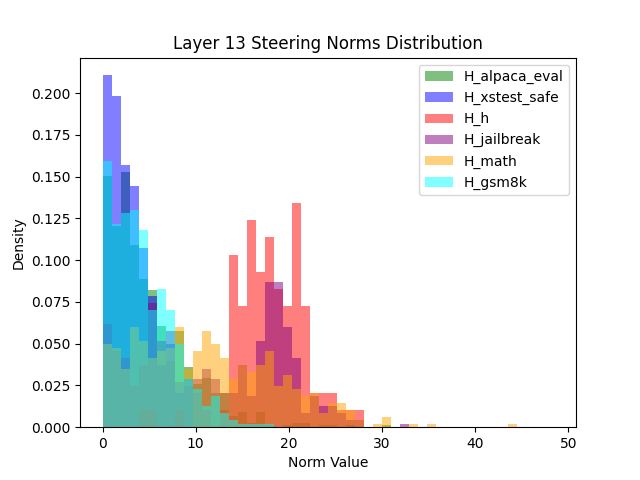 Layer 13 Steering Norms Distribution
H_alpaca_eval
H_xstest_safe
H_h
H_jailbreak
H_math
H_gsm8k
Density
0.200
0.175
0.150
0.125
0.100
0.075
0.050
0.025
0.000
0 10 20 30 40 50
Norm Value